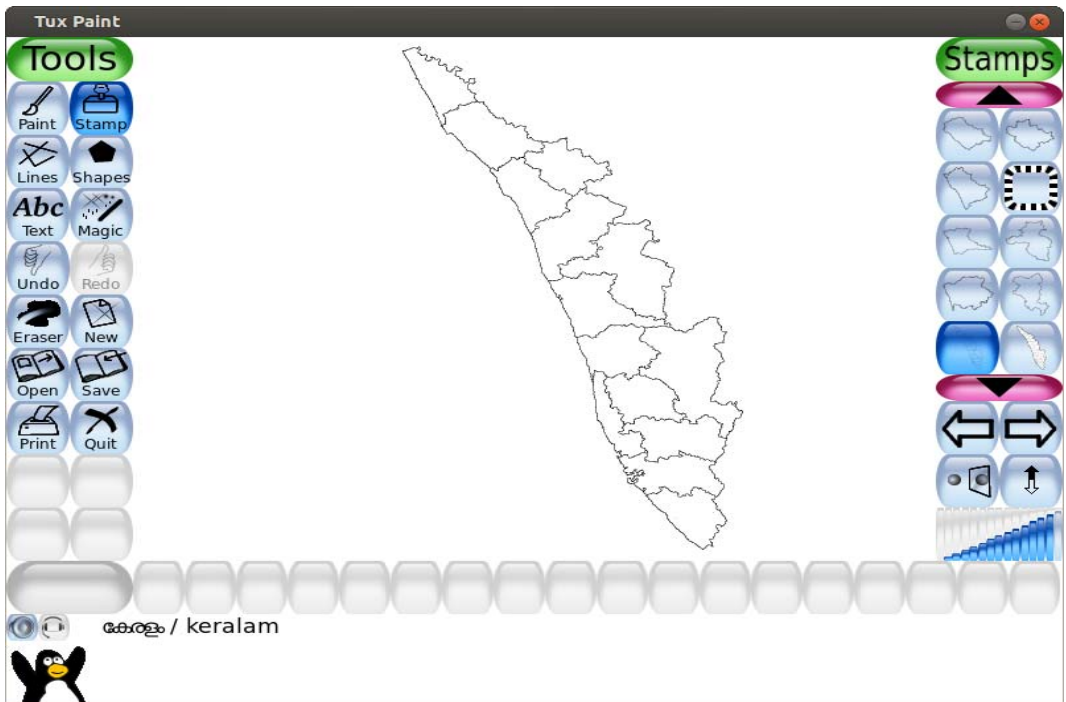 Tux Paint
Tools
Stamps
Paint
Stamp
Lines
Shapes
Abc
Text
Magic
Undo
Redo
Eraser
New
Open
Save
Print
Quit
കേരളം / keralam